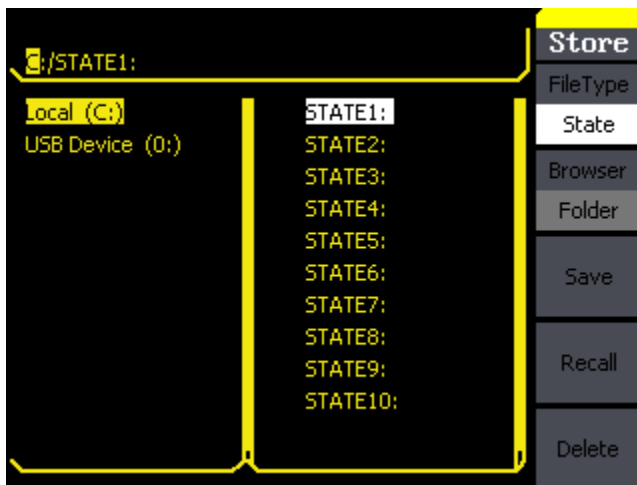 C:/STATE1:
Local (C:)
USB Device (0:)
STATE1:
STATE2:
STATE3:
STATE4:
STATE5:
STATE6:
STATE7:
STATE8:
STATE9:
STATE10:
Store
FileType
State
Browser
Folder
Save
Recall
Delete